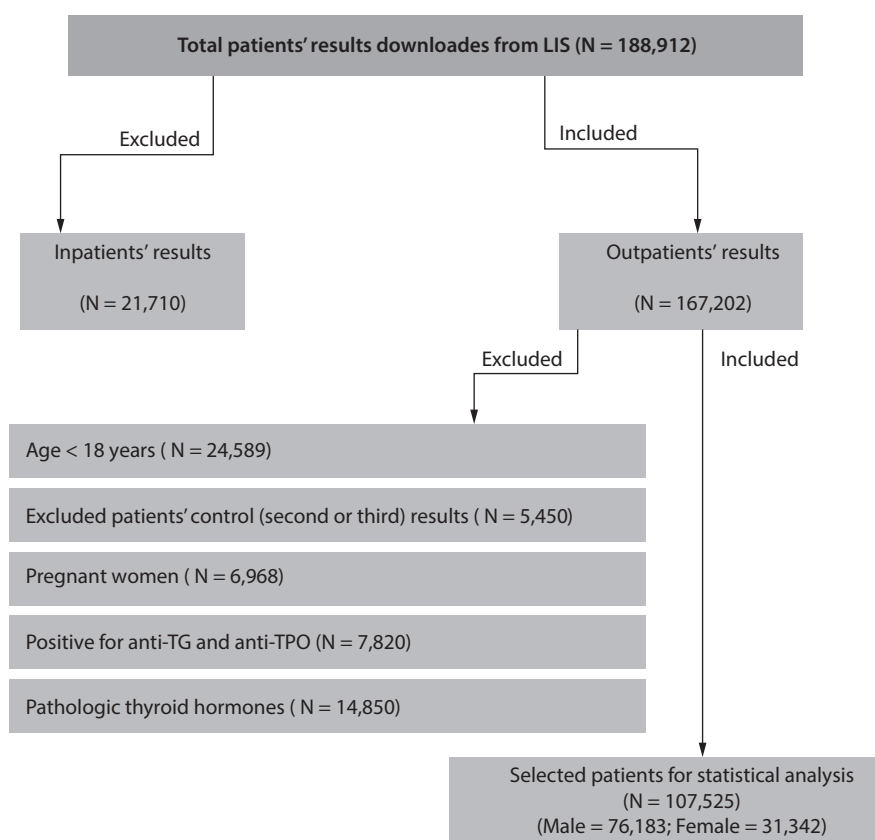 Total patients’ results downloades from LIS (N = 188,912)
Excluded
Included
Inpatients’ results
(N = 21,710)
Outpatients’ results
(N = 167,202)
Excluded
Included
Age < 18 years ( N = 24,589)
Excluded patients’ control (second or third) results ( N = 5,450)
Pregnant women ( N = 6,968)
Positive for anti-TG and anti-TPO (N = 7,820)
Pathologic thyroid hormones ( N = 14,850)
Selected patients for statistical analysis
(N = 107,525)
(Male = 76,183; Female = 31,342)